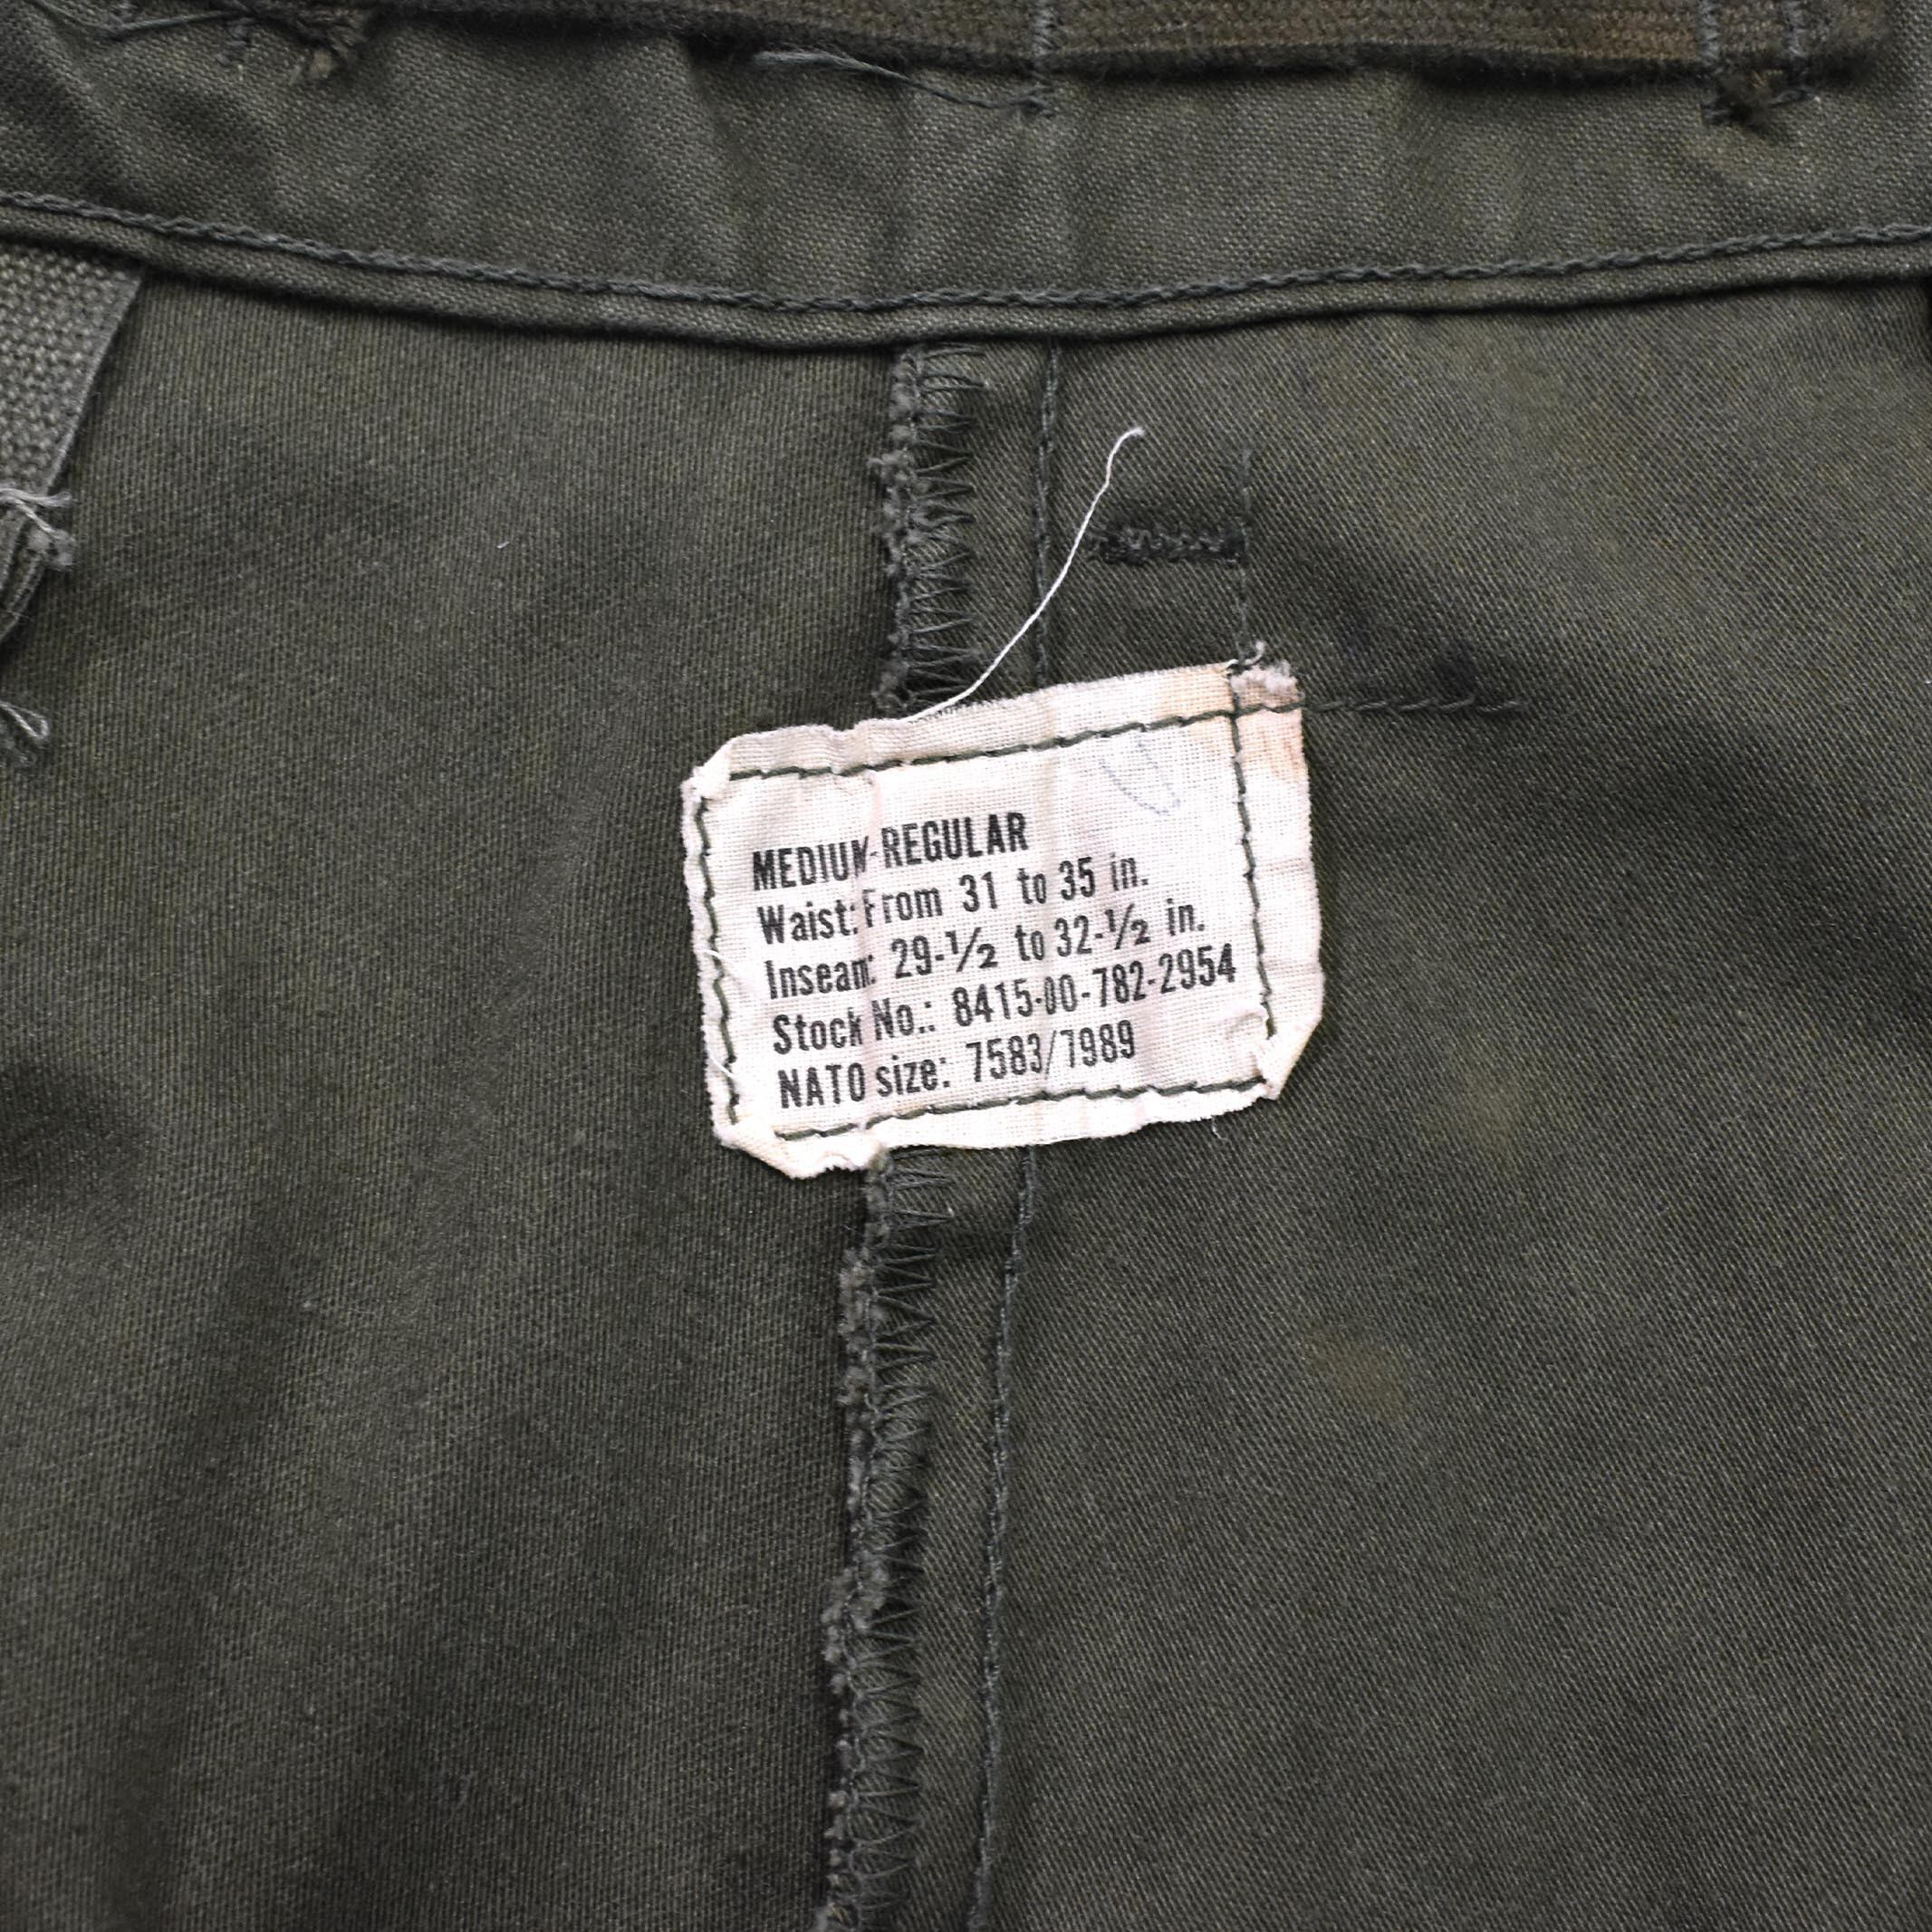 MEDIUM-REGULAR
Waist: From 31 to 35 in.
Inseam: 29-½ to 32-½ in.
Stock No.: 8415-00-782-2954
NATO size: 7583/7989